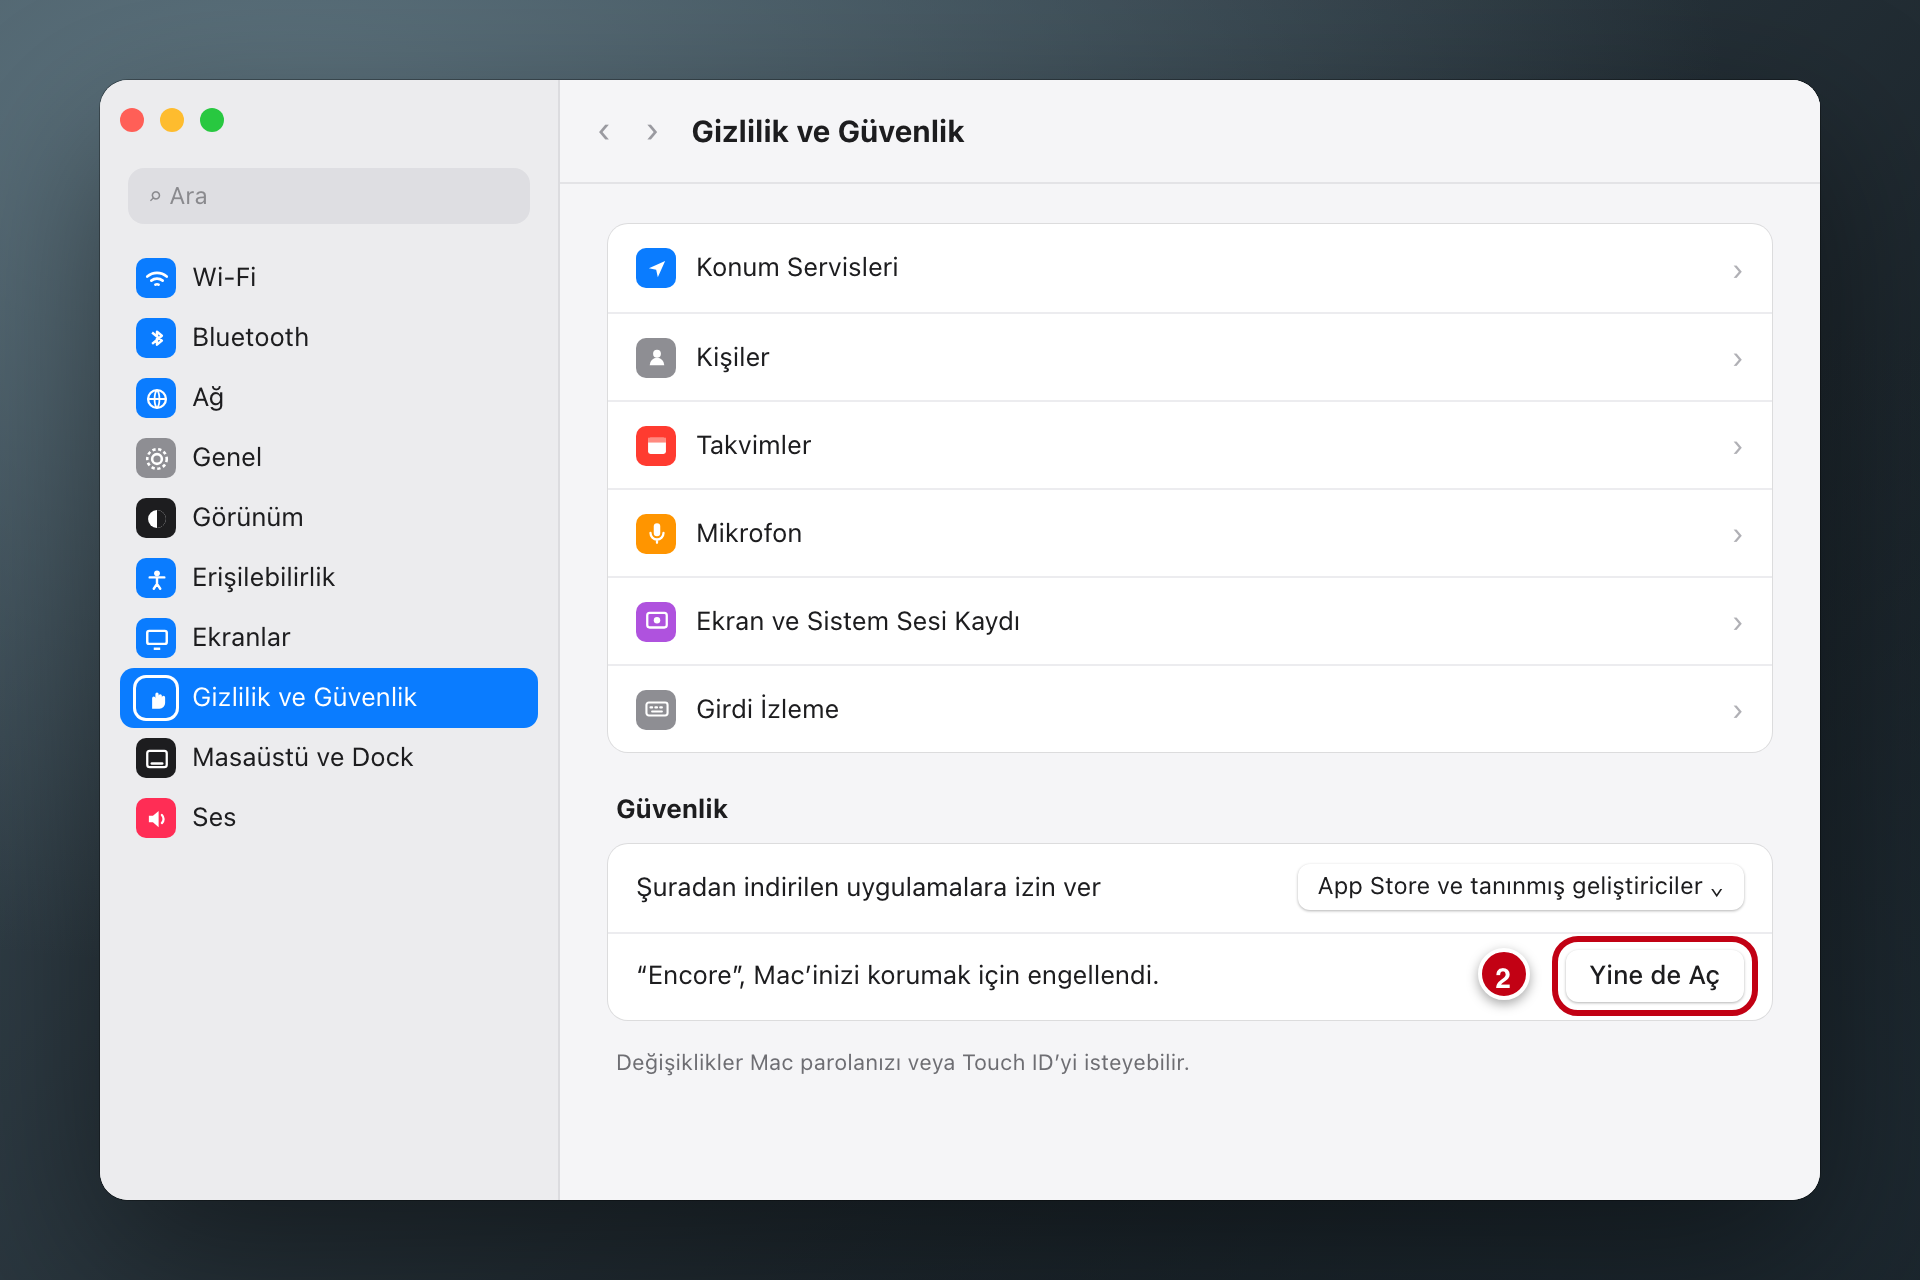 Gizlilik ve Güvenlik
Ara
Wi-Fi
Bluetooth
Ağ
Genel
Görünüm
Erişilebilirlik
Ekranlar
Gizlilik ve Güvenlik
Masaüstü ve Dock
Ses
Konum Servisleri
Kişiler
Takvimler
Mikrofon
Ekran ve Sistem Sesi Kaydı
Girdi İzleme
Güvenlik
Şuradan indirilen uygulamalara izin ver App Store ve tanınmış geliştiriciler
“Encore”, Mac’inizi korumak için engellendi. 2 Yine de Aç
Değişiklikler Mac parolanızı veya Touch ID’yi isteyebilir.